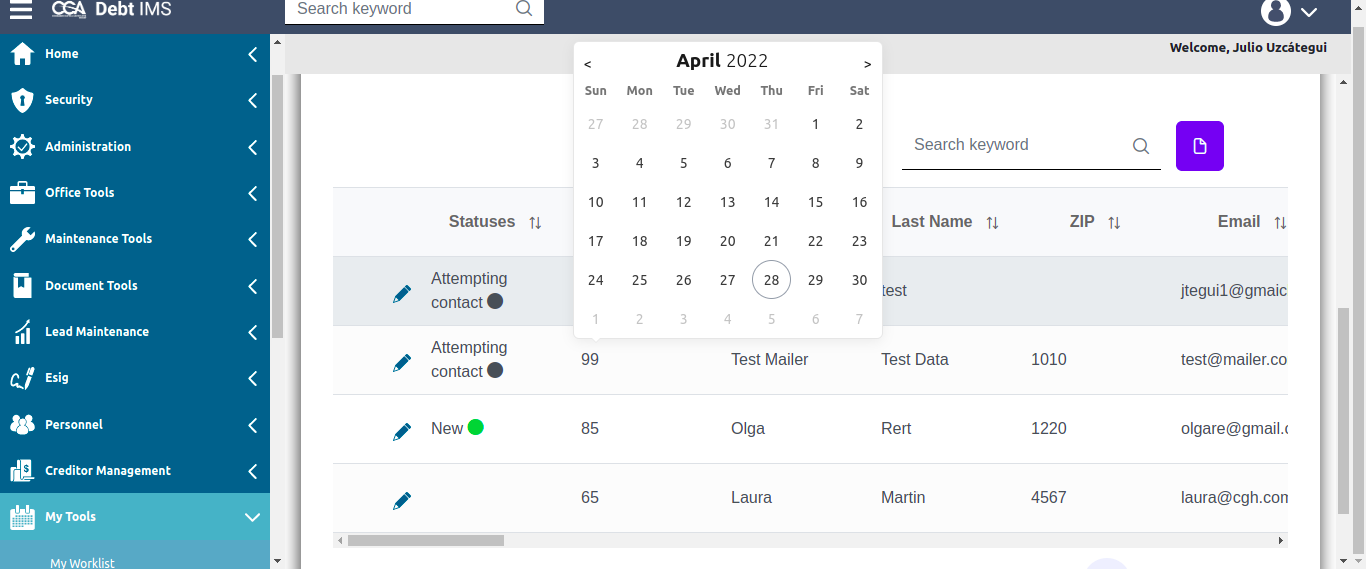 CGA Debt IMS
Search keyword
Welcome, Julio Uzcátegui
Home
Security
Administration
Office Tools
Maintenance Tools
Document Tools
Lead Maintenance
Esig
Personnel
Creditor Management
My Tools
My Worklist
< April 2022 >
Sun Mon Tue Wed Thu Fri Sat
27 28 29 30 31 1 2
3 4 5 6 7 8 9
10 11 12 13 14 15 16
17 18 19 20 21 22 23
24 25 26 27 28 29 30
1 2 3 4 5 6 7
Search keyword
Statuses Last Name ZIP Email
Attempting
contact
test jtegui1@gmaic
Attempting
contact
99 Test Mailer Test Data 1010 test@mailer.co
New 85 Olga Rert 1220 olgare@gmail.c
65 Laura Martin 4567 laura@cgh.com